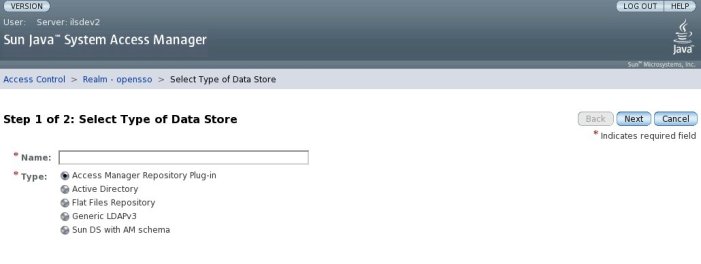 VERSION
LOG OUT HELP
User: Server: ilsdev2
Sun Java™ System Access Manager
Java™
Sun™ Microsystems, Inc.
Access Control > Realm - opensso > Select Type of Data Store
Step 1 of 2: Select Type of Data Store
Back Next Cancel
* Indicates required field
* Name:
* Type: Access Manager Repository Plug-in
Active Directory
Flat Files Repository
Generic LDAPv3
Sun DS with AM schema